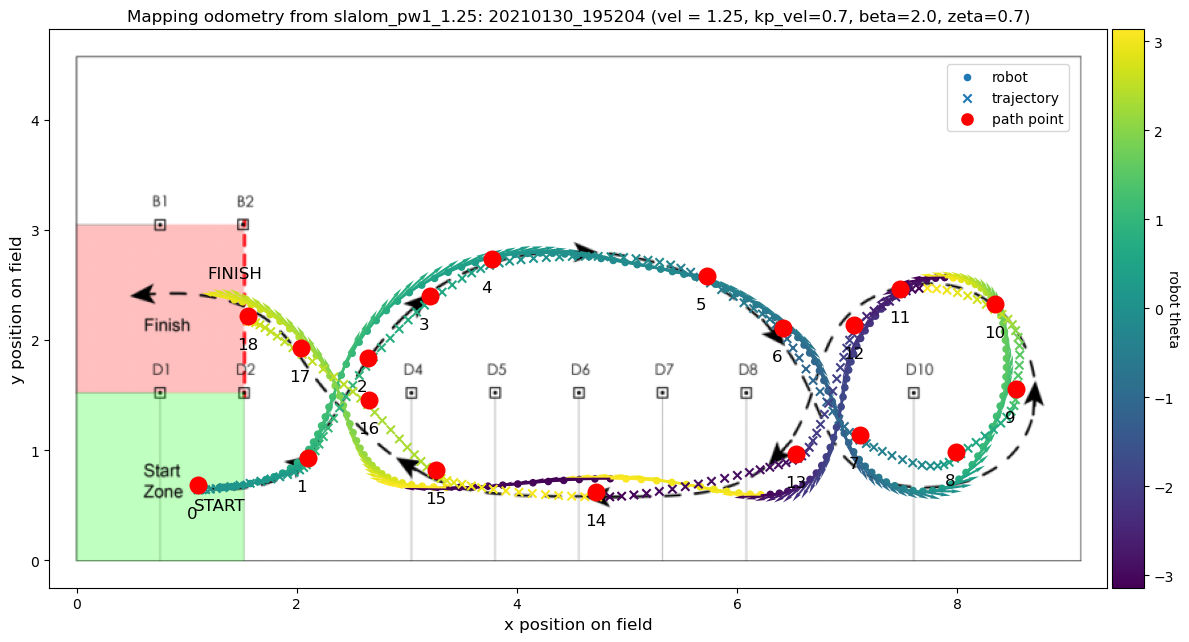 Mapping odometry from slalom_pw1_1.25: 20210130_195204 (vel = 1.25, kp_vel=0.7, beta=2.0, zeta=0.7)
robot
trajectory
path point
y position on field
4
3
2
1
0
B1
B2
FINISH
Finish
D1
D2
D4
D5
D6
D7
D8
D10
Start
Zone
START
0
1
2
3
4
5
6
7
8
9
10
11
12
13
14
15
16
17
18
0
2
4
6
8
x position on field
3
2
1
0
−1
−2
−3
robot theta